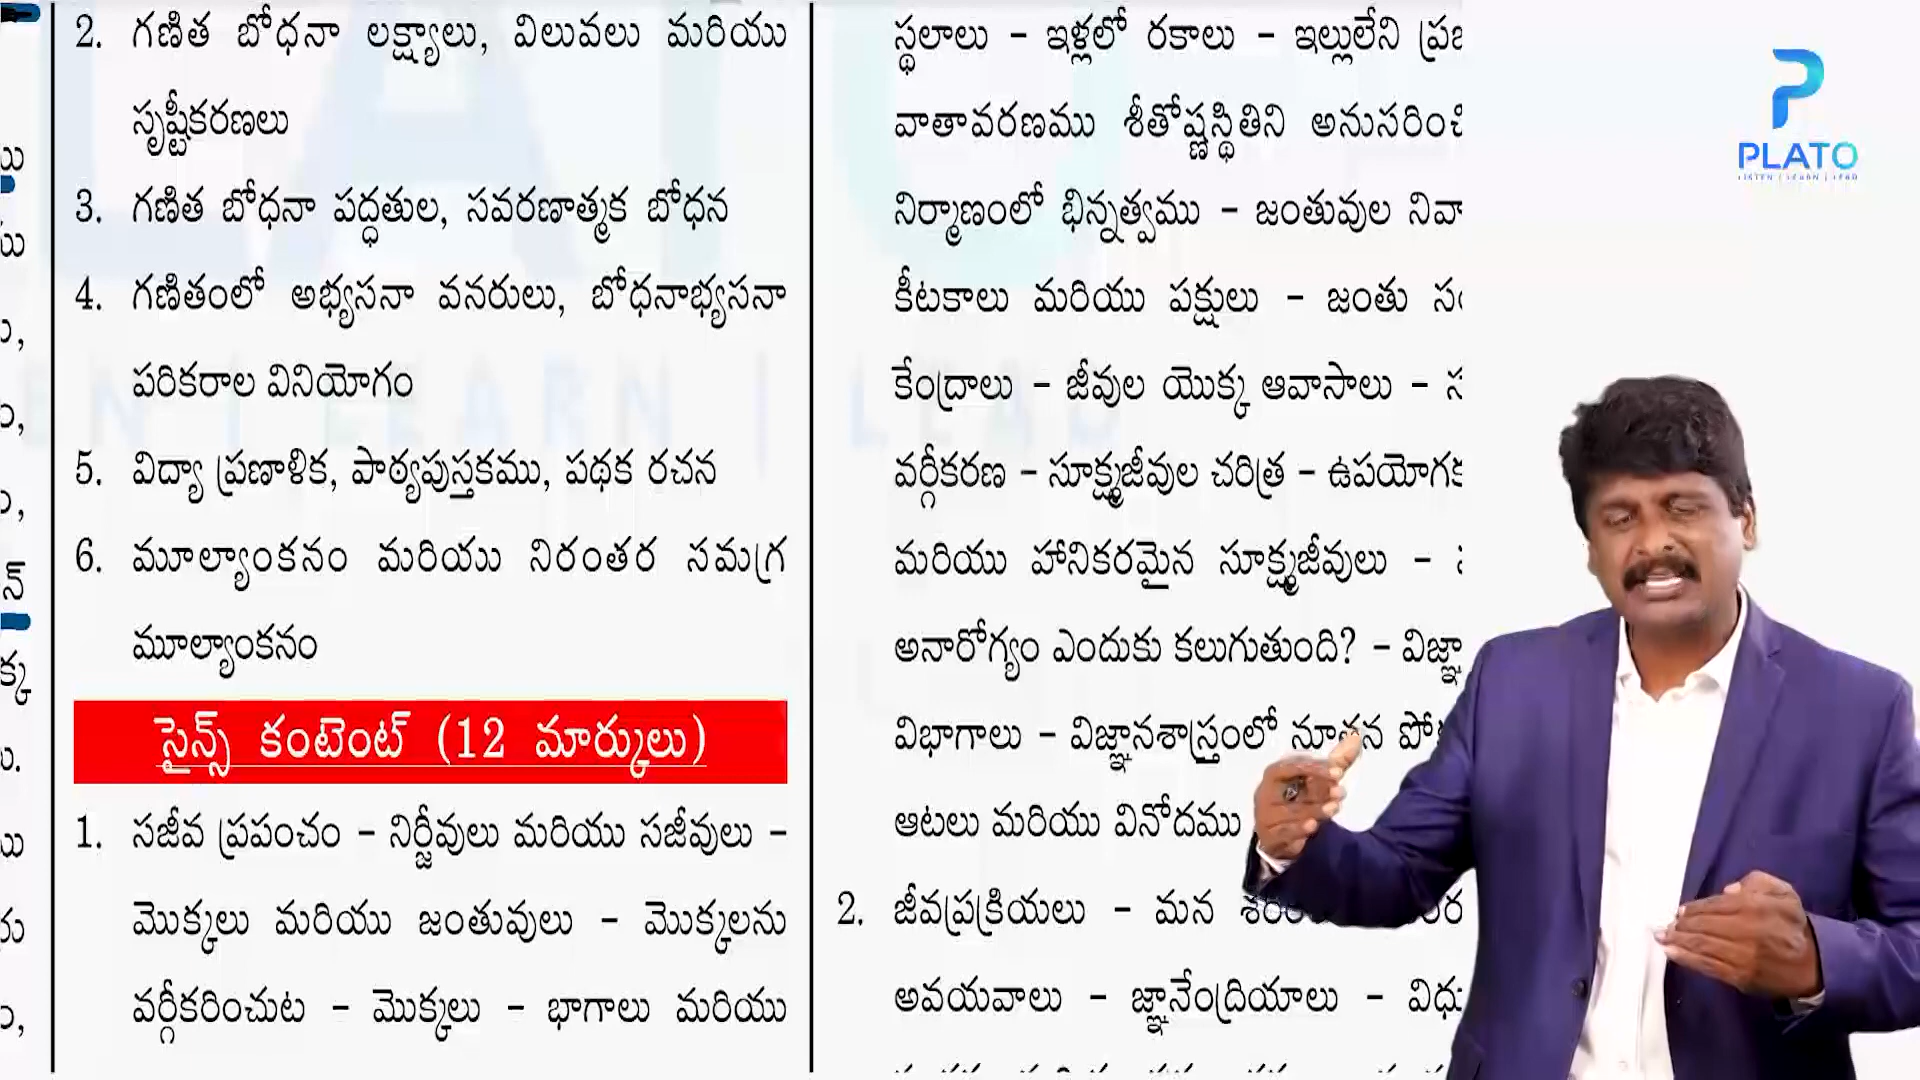 2. గణిత బోధనా లక్ష్యాలు, విలువలు మరియు
సృష్టీకరణలు
3. గణిత బోధనా పద్ధతుల, సవరణాత్మక బోధన
4. గణితంలో అభ్యసనా వనరులు, బోధనాభ్యసనా
పరికరాల వినియోగం
5. విద్యా ప్రణాళిక, పాఠ్యపుస్తకము, పథక రచన
6. మూల్యాంకనం మరియు నిరంతర సమగ్ర
మూల్యాంకనం
సైన్స్ కంటెంట్ (12 మార్కులు)
1. సజీవ ప్రపంచం - నిర్జీవులు మరియు సజీవులు -
మొక్కలు మరియు జంతువులు - మొక్కలను
వర్గీకరించుట - మొక్కలు - భాగాలు మరియు
స్థలాలు - ఇళ్లలో రకాలు - ఇల్లులేని
వాతావరణము శీతోష్ణస్థితిని
నిర్మాణంలో భిన్నత్వము - జంతువుల
కీటకాలు మరియు పక్షులు - జంతు
కేంద్రాలు - జీవుల యొక్క ఆవాసాలు -
వర్గీకరణ - సూక్ష్మజీవుల చరిత్ర -
మరియు హానికరమైన సూక్ష్మజీవులు -
అనారోగ్యం ఎందుకు కలుగుతుంది? -
విభాగాలు - విజ్ఞానశాస్త్రంలో నూతన
ఆటలు మరియు వినోదము
2. జీవప్రక్రియలు - మన
అవయవాలు - జ్ఞానేంద్రియాలు -
PLATO
LISTEN | LEARN | LEAD